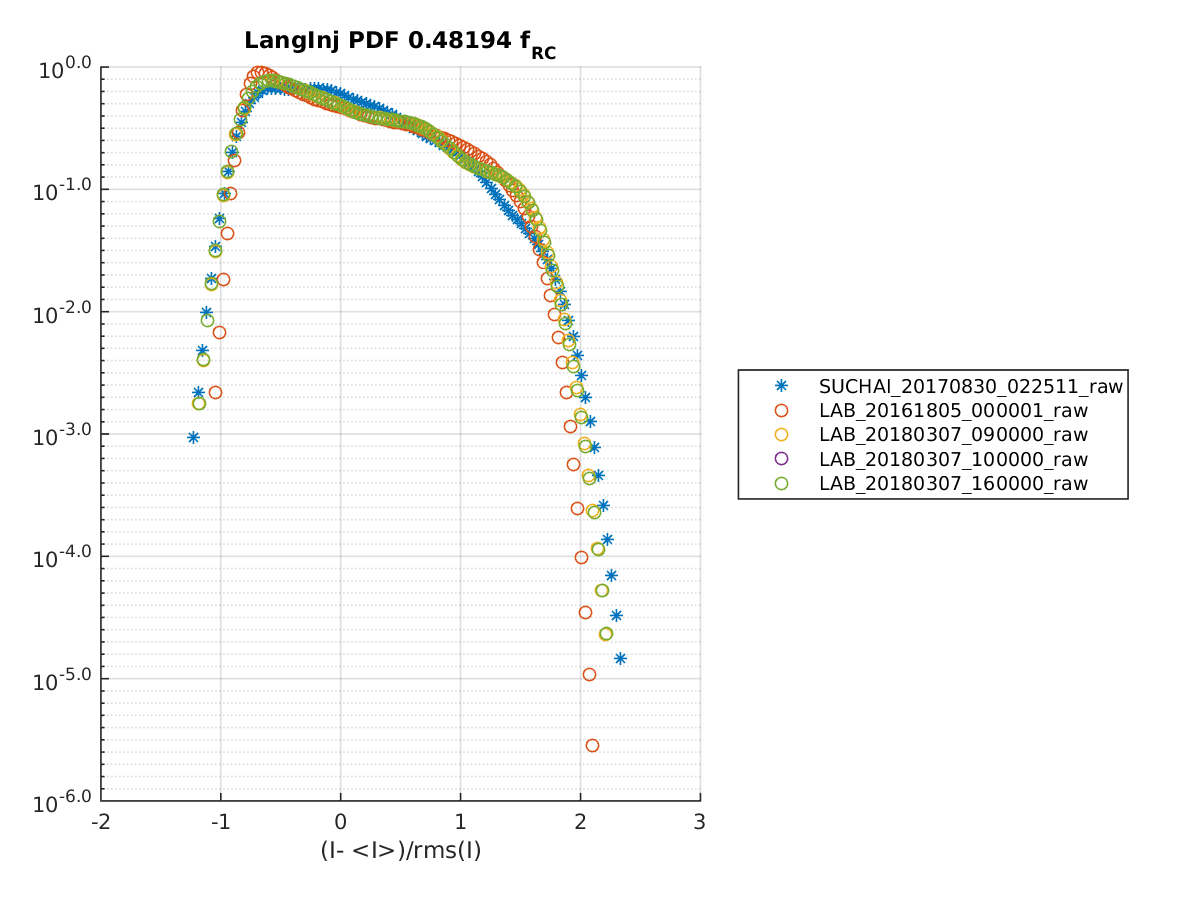 LangInj PDF 0.48194 f_RC
10^0.0
10^-1.0
10^-2.0
10^-3.0
10^-4.0
10^-5.0
10^-6.0
-2 -1 0 1 2 3
(I- <I>)/rms(I)
SUCHAI_20170830_022511_raw
LAB_20161805_000001_raw
LAB_20180307_090000_raw
LAB_20180307_100000_raw
LAB_20180307_160000_raw